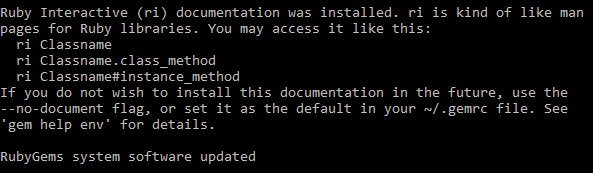 Ruby Interactive (ri) documentation was installed. ri is kind of like man
pages for Ruby libraries. You may access it like this:
  ri Classname
  ri Classname.class_method
  ri Classname#instance_method
If you do not wish to install this documentation in the future, use the
--no-document flag, or set it as the default in your ~/.gemrc file. See
'gem help env' for details.

RubyGems system software updated